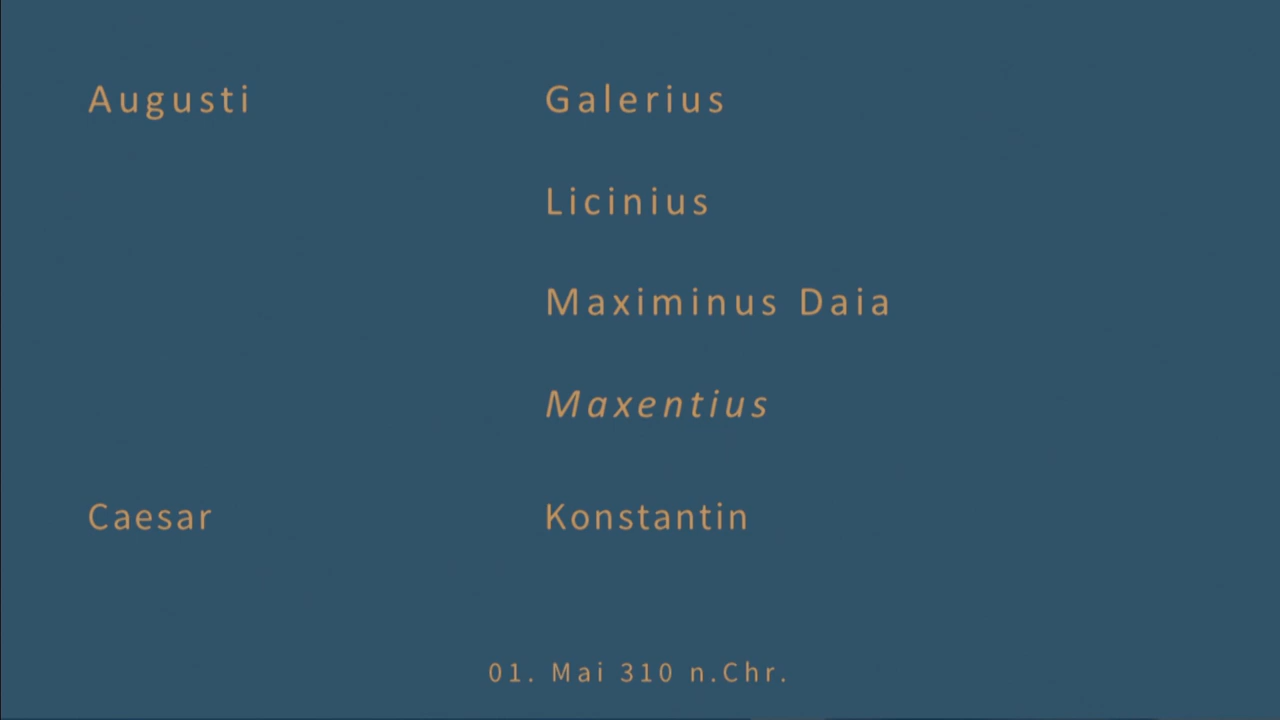 Augusti Galerius
Licinius
Maximinus Daia
Maxentius
Caesar Konstantin
01. Mai 310 n.Chr.